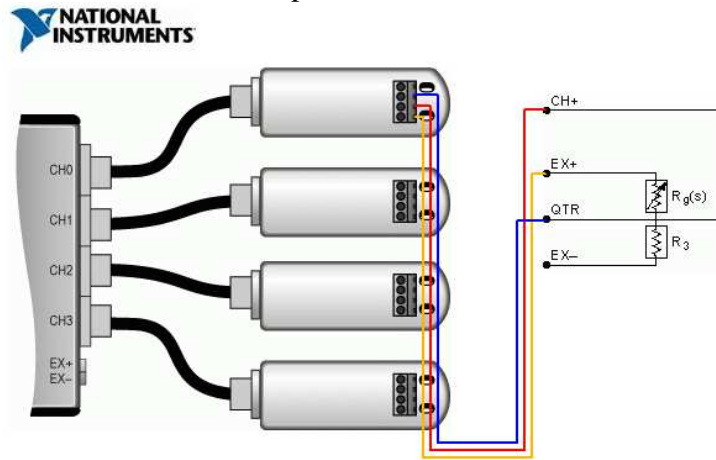 NATIONAL
INSTRUMENTS
CH0
CH1
CH2
CH3
EX+
EX–
CH+
EX+
Rg(s)
QTR
R3
EX–